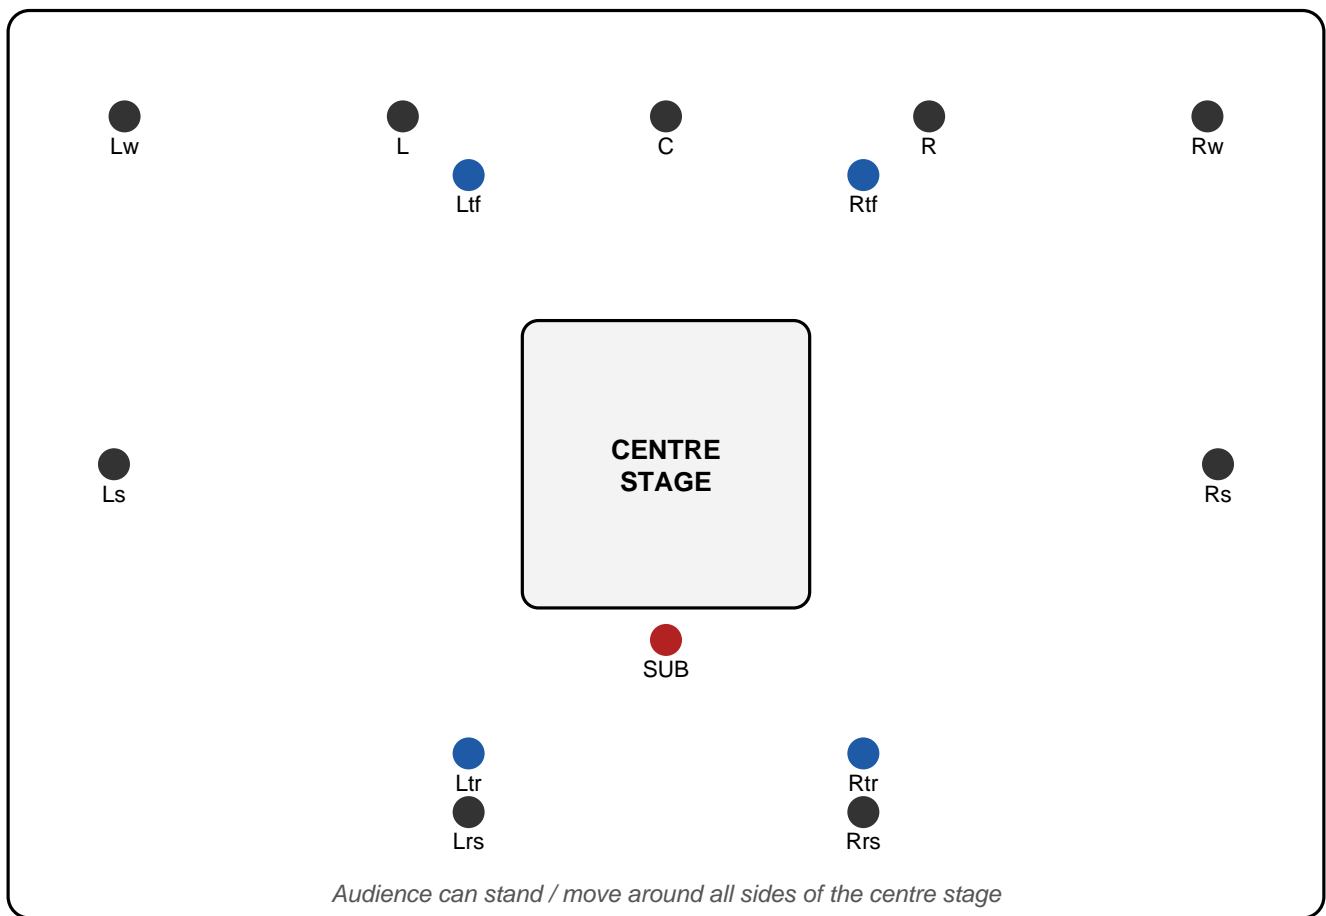 Lw
L
C
R
Rw
Ltf
Rtf
CENTRE
STAGE
Ls
Rs
SUB
Ltr
Rtr
Lrs
Rrs
Audience can stand / move around all sides of the centre stage